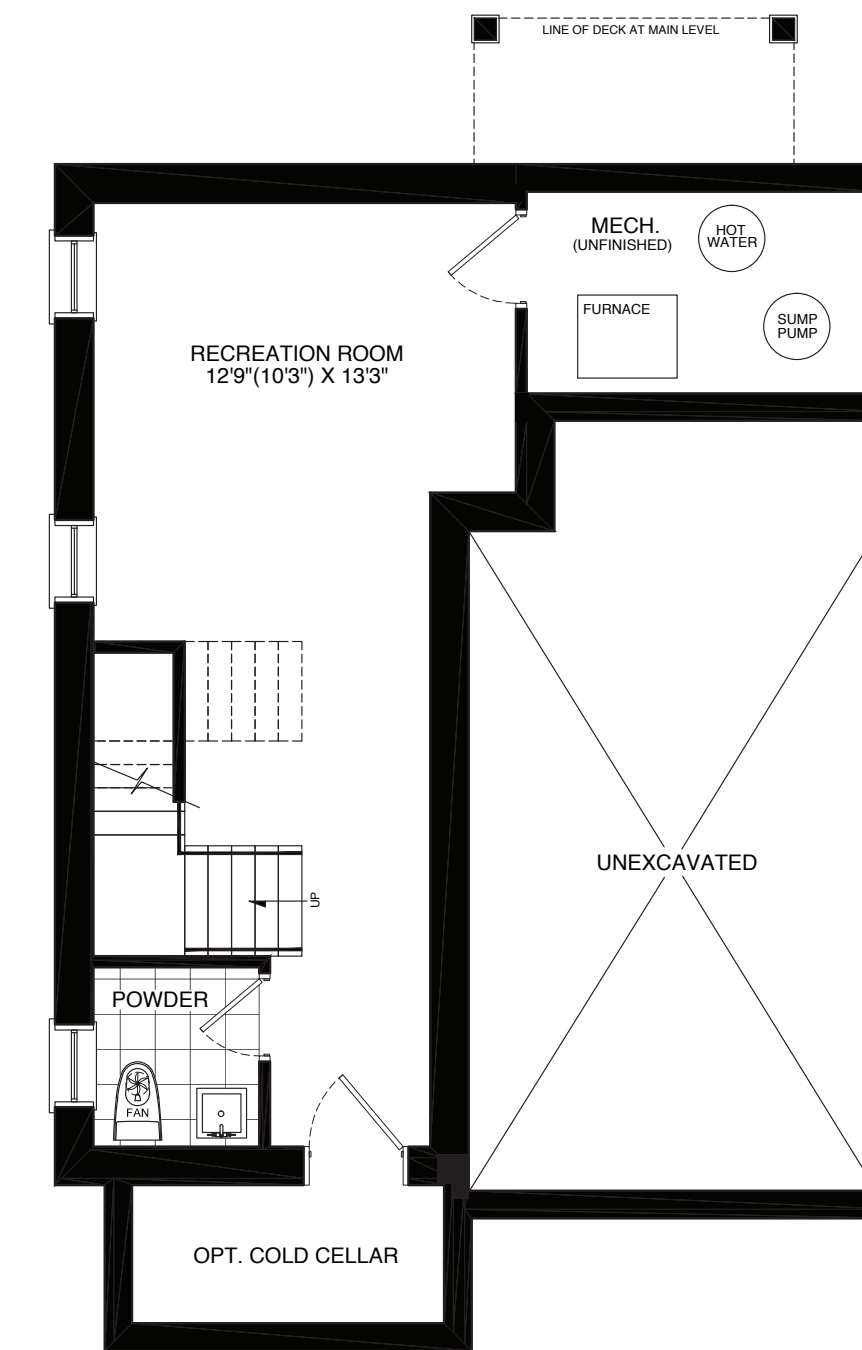 LINE OF DECK AT MAIN LEVEL
MECH.
(UNFINISHED)
HOT
WATER
FURNACE
SUMP
PUMP
RECREATION ROOM
12'9"(10'3") X 13'3"
UNEXCAVATED
UP
POWDER
FAN
OPT. COLD CELLAR